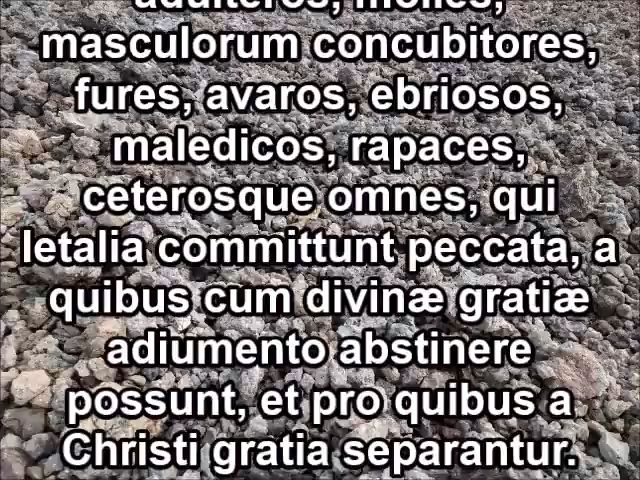 adulteros, molles,
masculorum concubitores,
fures, avaros, ebriosos,
maledicos, rapaces,
ceterosque omnes, qui
letalia committunt peccata, a
quibus cum divinæ gratiæ
adiumento abstinere
possunt, et pro quibus a
Christi gratia separantur.